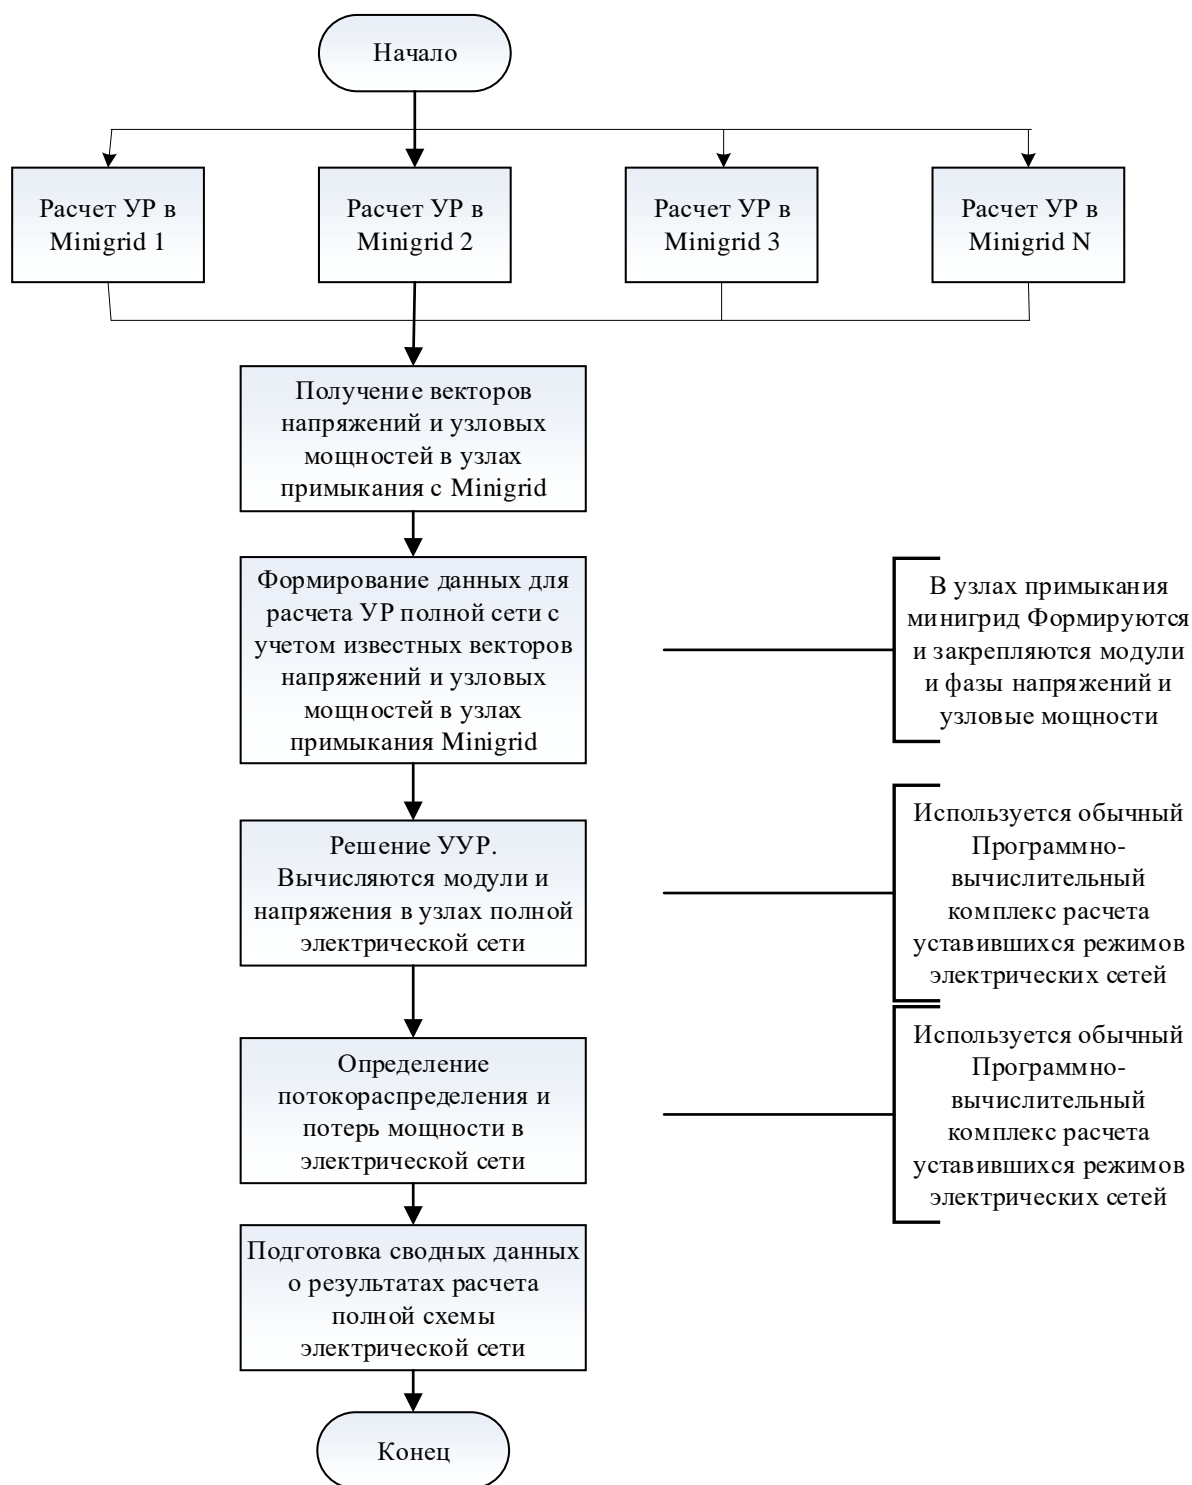 Начало
Расчет УР в
Minigrid 1
Расчет УР в
Minigrid 2
Расчет УР в
Minigrid 3
Расчет УР в
Minigrid N
Получение векторов
напряжений и узловых
мощностей в узлах
примыкания с Minigrid
Формирование данных для
расчета УР полной сети с
учетом известных векторов
напряжений и узловых
мощностей в узлах
примыкания Minigrid
В узлах примыкания
минигрид Формируются
и закрепляются модули
и фазы напряжений и
узловые мощности
Решение УУР.
Вычисляются модули и
напряжения в узлах полной
электрической сети
Используется обычный
Программно-
вычислительный
комплекс расчета
уставившихся режимов
электрических сетей
Определение
потокораспределения и
потерь мощности в
электрической сети
Используется обычный
Программно-
вычислительный
комплекс расчета
уставившихся режимов
электрических сетей
Подготовка сводных данных
о результатах расчета
полной схемы
электрической сети
Конец